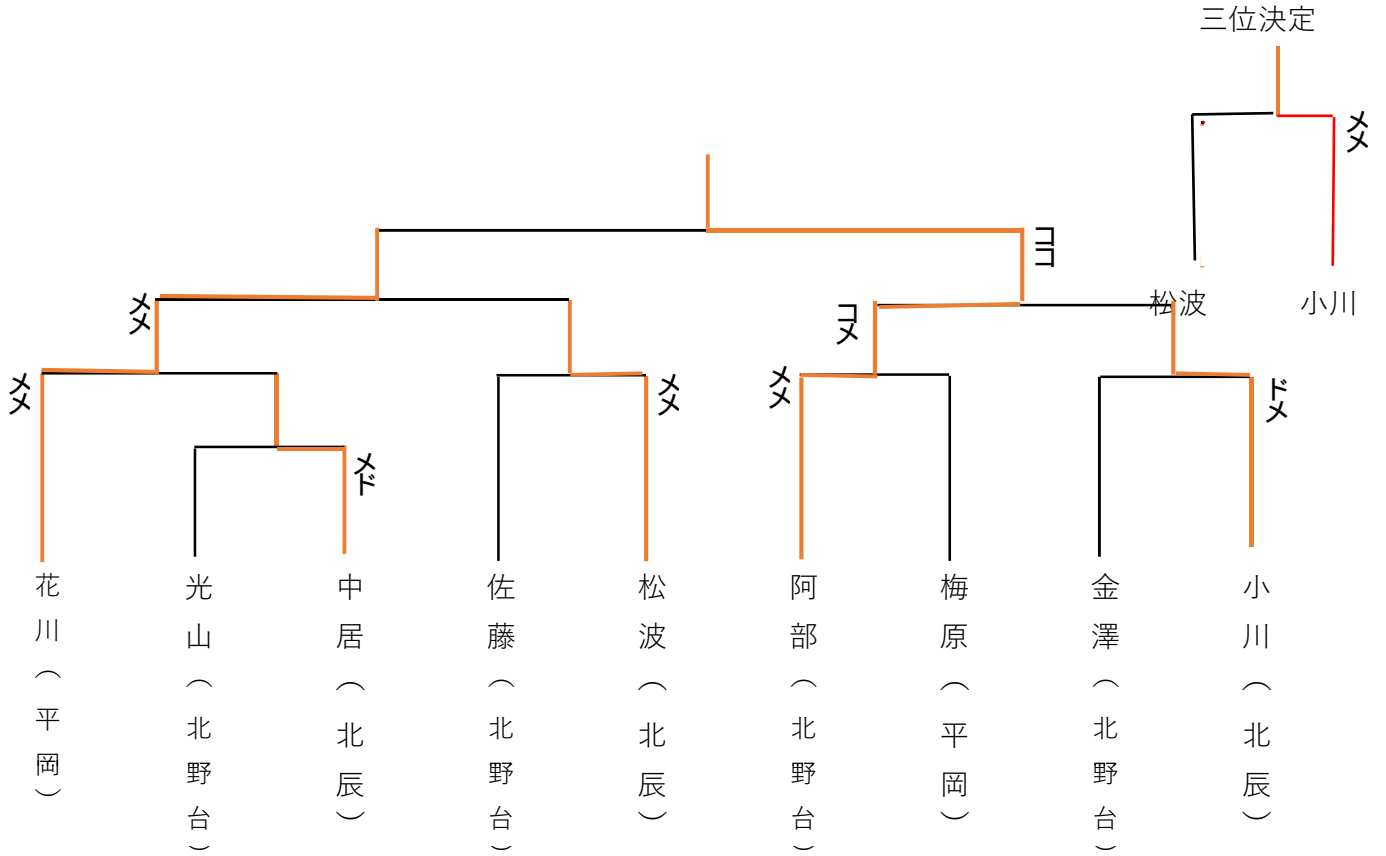 三位決定
メメ
ココ
松波
小川
メメ
コメ
メメ
メメ
メメ
ドメ
メド
花川（平岡）
光山（北野台）
中居（北辰）
佐藤（北野台）
松波（北辰）
阿部（北野台）
梅原（平岡）
金澤（北野台）
小川（北辰）